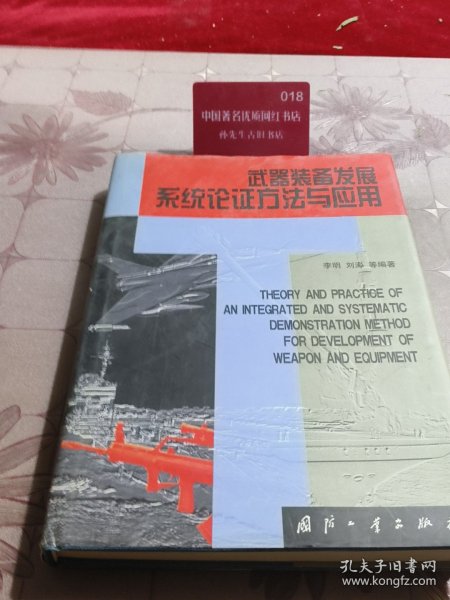 018
中国著名优质网红书店
孙先生古旧书店
武器装备发展
系统论证方法与应用
李明 刘澎 等编著
THEORY AND PRACTICE OF
AN INTEGRATED AND SYSTEMATIC
DEMONSTRATION METHOD
FOR DEVELOPMENT OF
WEAPON AND EQUIPMENT
国防工业出版
孔夫子旧书网
www.kongfz.com